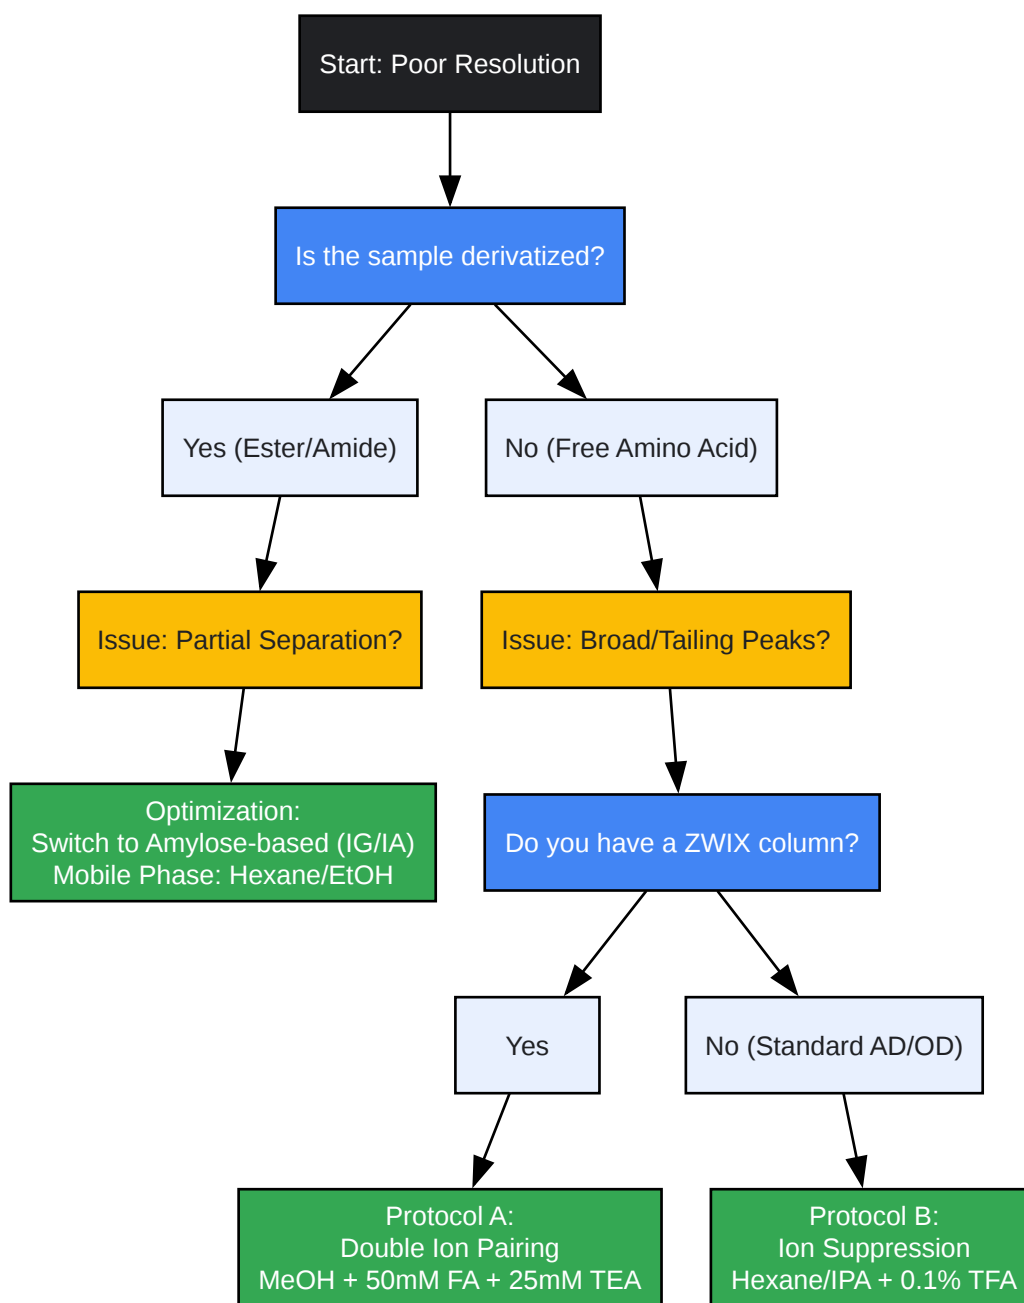 Start: Poor Resolution
Is the sample derivatized?
Yes (Ester/Amide)
No (Free Amino Acid)
Issue: Partial Separation?
Issue: Broad/Tailing Peaks?
Optimization:
Switch to Amylose-based (IG/IA)
Mobile Phase: Hexane/EtOH
Do you have a ZWIX column?
Yes
No (Standard AD/OD)
Protocol A:
Double Ion Pairing
MeOH + 50mM FA + 25mM TEA
Protocol B:
Ion Suppression
Hexane/IPA + 0.1% TFA